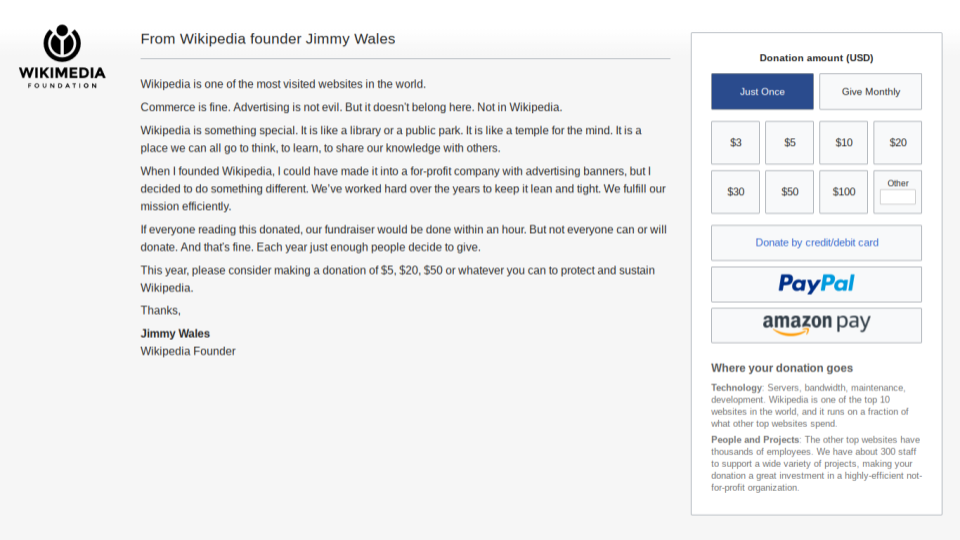 WIKIMEDIA
FOUNDATION
From Wikipedia founder Jimmy Wales
Wikipedia is one of the most visited websites in the world.
Commerce is fine. Advertising is not evil. But it doesn't belong here. Not in Wikipedia.
Wikipedia is something special. It is like a library or a public park. It is like a temple for the mind. It is a
place we can all go to think, to learn, to share our knowledge with others.
When I founded Wikipedia, I could have made it into a for-profit company with advertising banners, but I
decided to do something different. We've worked hard over the years to keep it lean and tight. We fulfill our
mission efficiently.
If everyone reading this donated, our fundraiser would be done within an hour. But not everyone can or will
donate. And that's fine. Each year just enough people decide to give.
This year, please consider making a donation of $5, $20, $50 or whatever you can to protect and sustain
Wikipedia.
Thanks,
Jimmy Wales
Wikipedia Founder
Donation amount (USD)
Just Once
Give Monthly
$3
$5
$10
$20
$30
$50
$100
Other
Donate by credit/debit card
PayPal
amazon pay
Where your donation goes
Technology: Servers, bandwidth, maintenance,
development. Wikipedia is one of the top 10
websites in the world, and it runs on a fraction of
what other top websites spend.
People and Projects: The other top websites have
thousands of employees. We have about 300 staff
to support a wide variety of projects, making your
donation a great investment in a highly-efficient not-
for-profit organization.